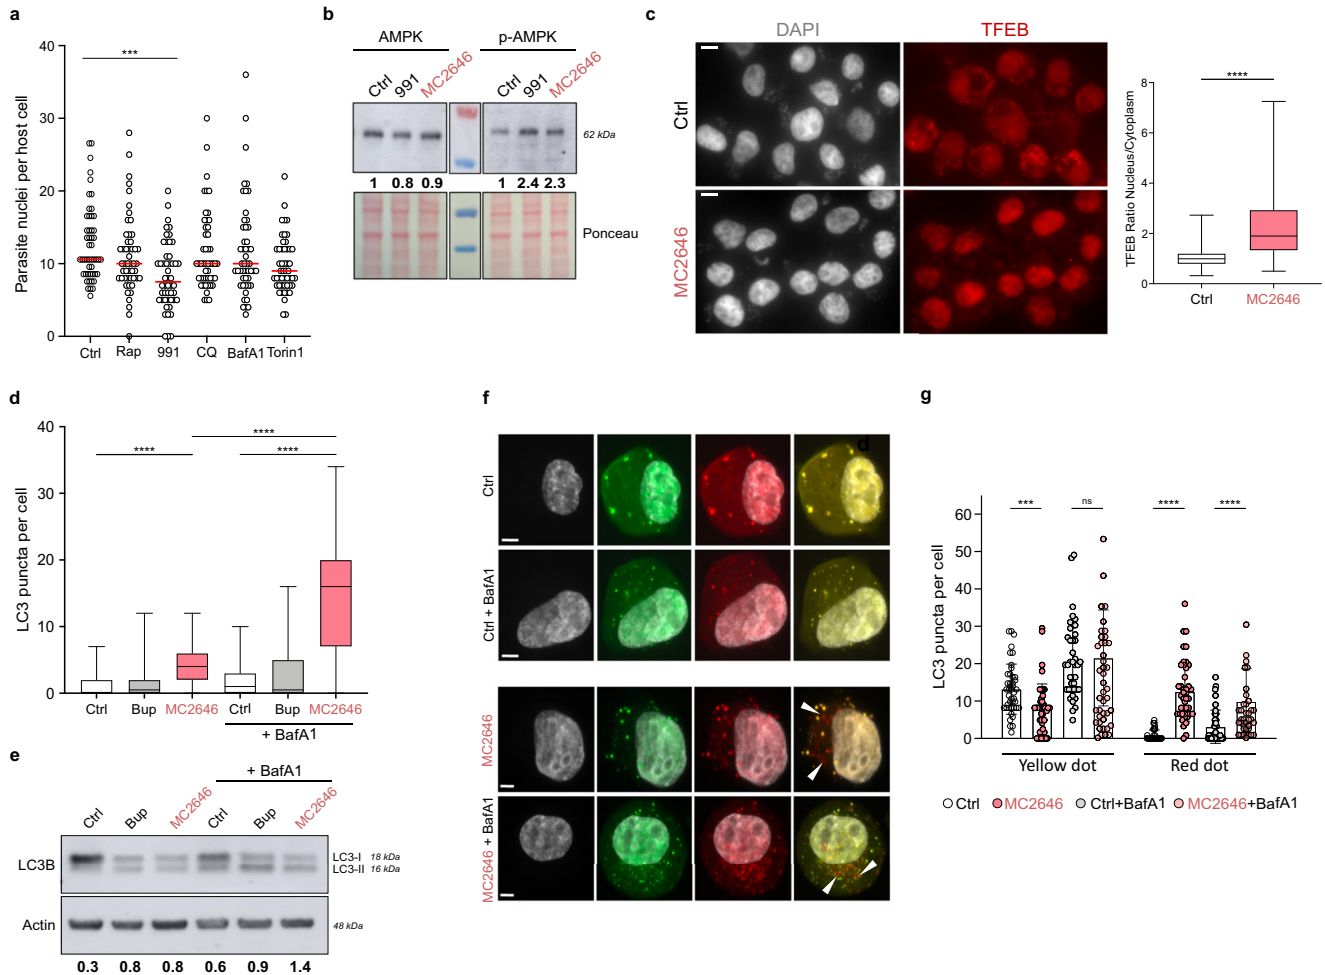 a
***
Parasite nuclei per host cell
40
30
20
10
0
Ctrl Rap 991 CQ BafA1 Torin1
b
AMPK p-AMPK
Ctrl 991 MC2646 Ctrl 991 MC2646
62 kDa
1 0.8 0.9 1 2.4 2.3
Ponceau
c
DAPI TFEB
Ctrl
MC2646
****
TFEB Ratio Nucleus/Cytoplasm
8
6
4
2
0
Ctrl MC2646
d
LC3 puncta per cell
40
30
20
10
0
****
**** ****
Ctrl Bup MC2646 Ctrl Bup MC2646
+ BafA1
e
+ BafA1
Ctrl Bup MC2646 Ctrl Bup MC2646
LC3B
LC3-I 18 kDa
LC3-II 16 kDa
Actin
48 kDa
0.3 0.8 0.8 0.6 0.9 1.4
f
d
Ctrl
Ctrl + BafA1
MC2646
MC2646 + BafA1
g
LC3 puncta per cell
60
50
40
30
20
10
0
*** ns **** ****
Yellow dot Red dot
Ctrl MC2646 Ctrl+BafA1 MC2646+BafA1